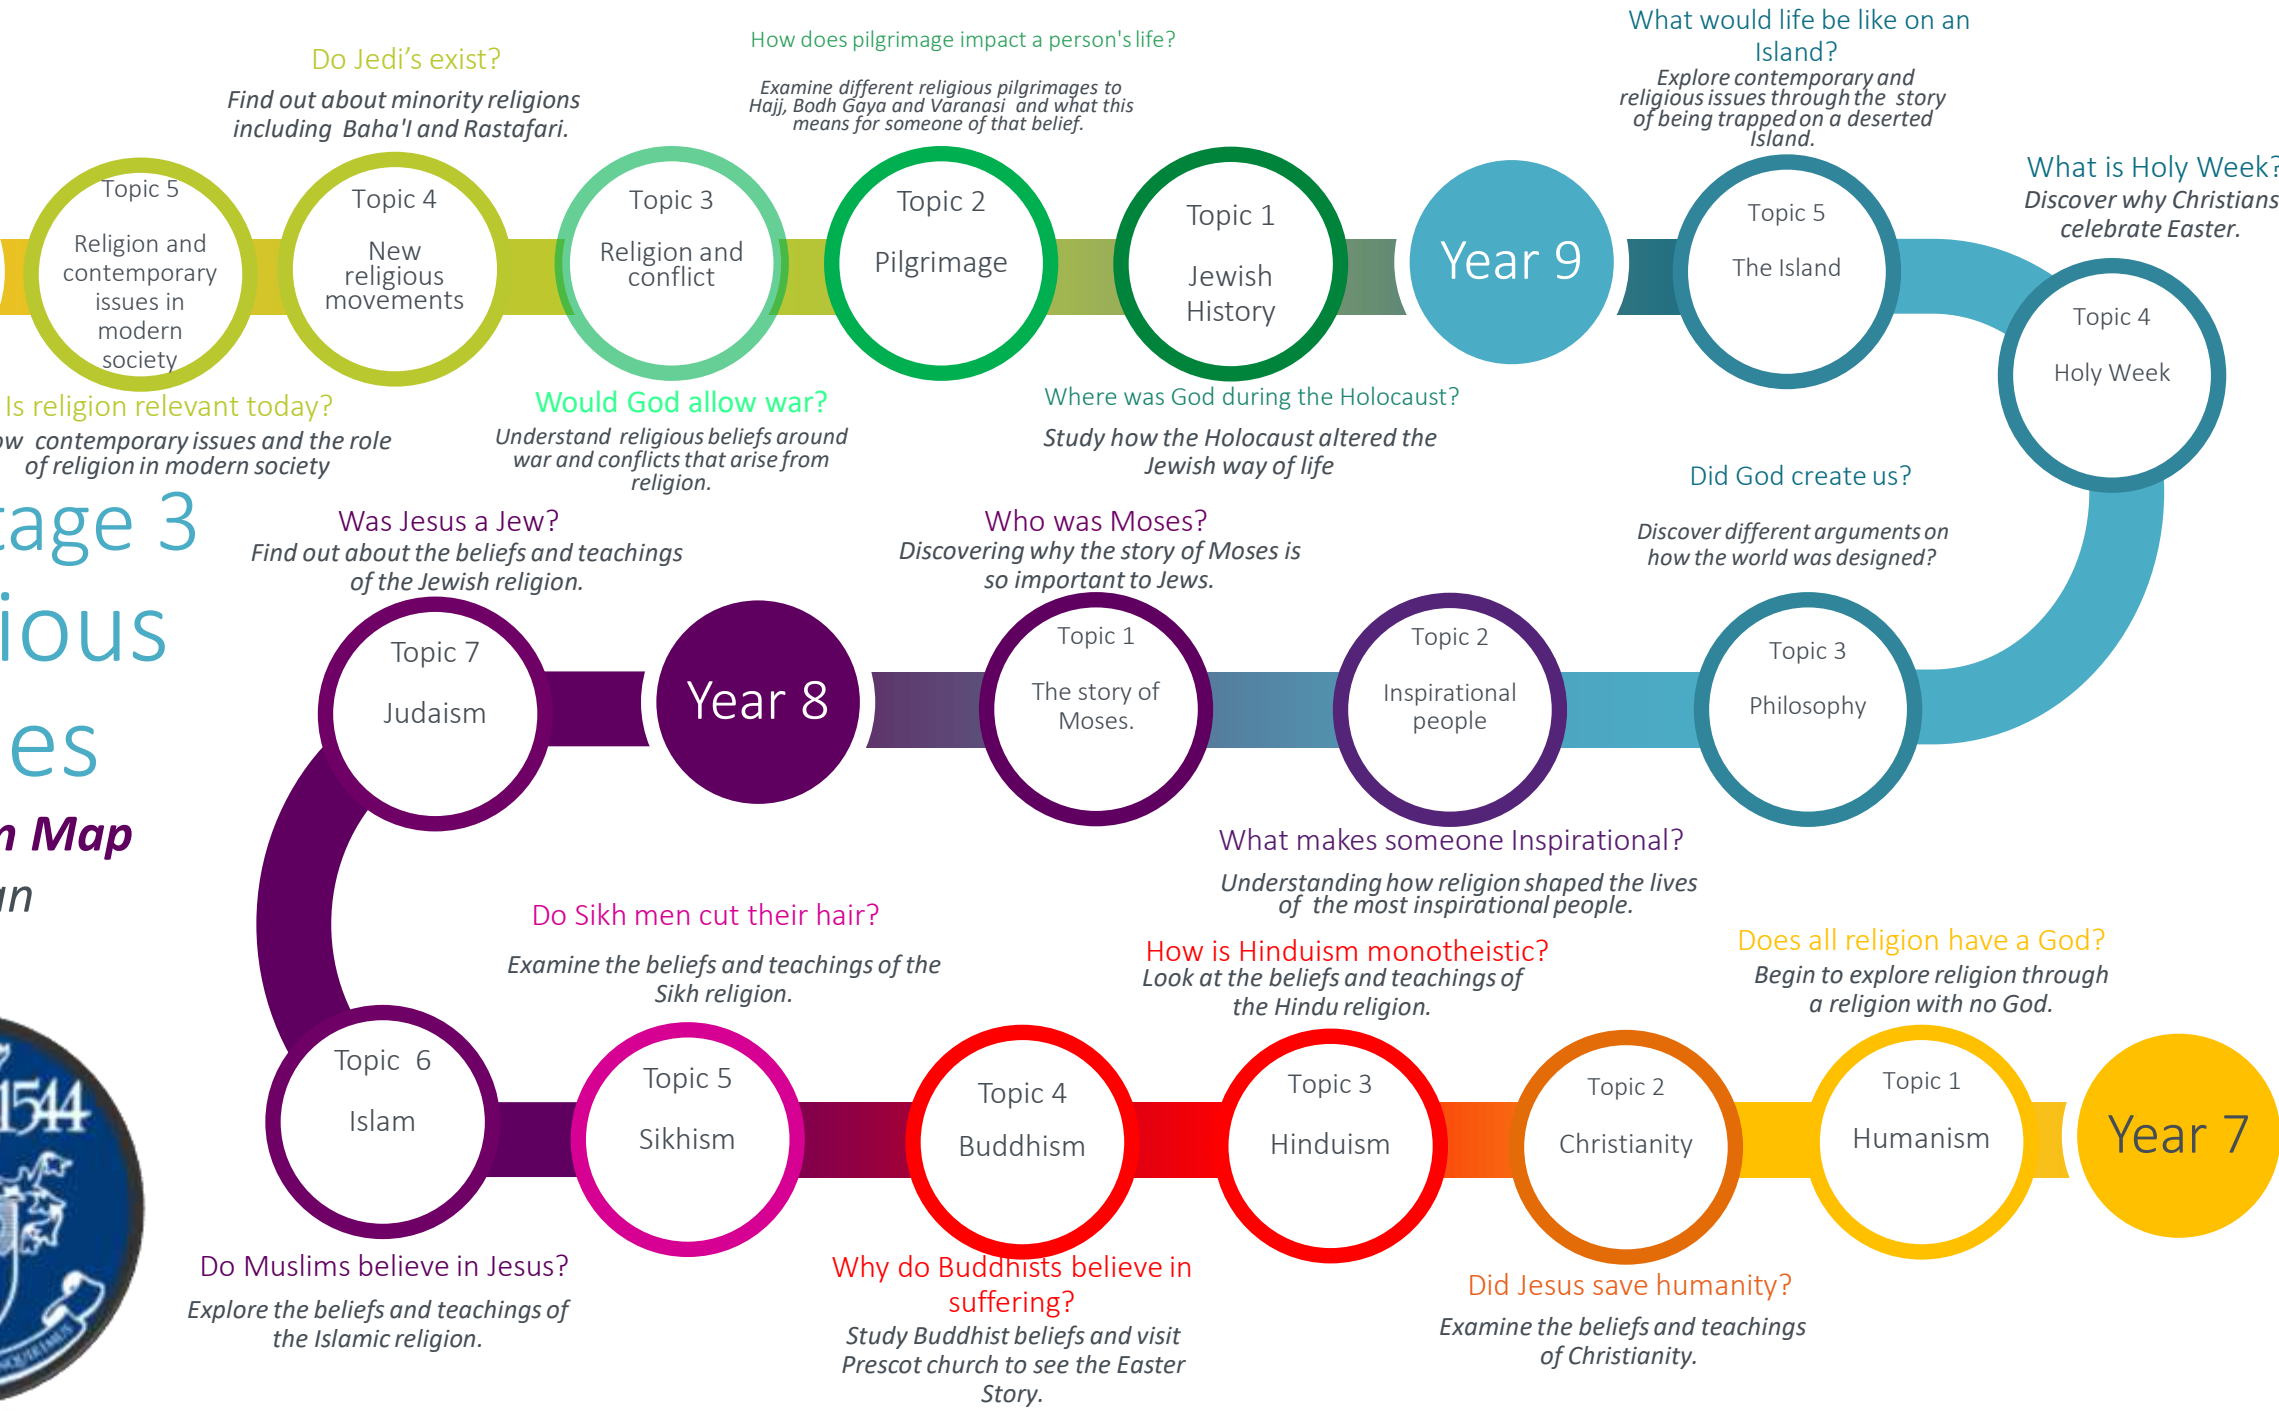 What would life be like on an
Island?
Explore contemporary and
religious issues through the story
of being trapped on a deserted
Island.
How does pilgrimage impact a person's life?
Examine different religious pilgrimages to
Hajj, Bodh Gaya and Varanasi and what this
means for someone of that belief.
Do Jedi's exist?
Find out about minority religions
including Baha'I and Rastafari.
What is Holy Week?
Discover why Christians
celebrate Easter.
Topic 5
Religion and
contemporary
issues in
modern
society
Topic 4
New
religious
movements
Topic 3
Religion and
conflict
Topic 2
Pilgrimage
Topic 1
Jewish
History
Year 9
Topic 5
The Island
Topic 4
Holy Week
Is religion relevant today?
contemporary issues and the role
of religion in modern society
Would God allow war?
Understand religious beliefs around
war and conflicts that arise from
religion.
Where was God during the Holocaust?
Study how the Holocaust altered the
Jewish way of life
Did God create us?
Discover different arguments on
how the world was designed?
tage 3
ious
es
n Map
an
Was Jesus a Jew?
Find out about the beliefs and teachings
of the Jewish religion.
Who was Moses?
Discovering why the story of Moses is
so important to Jews.
Topic 7
Judaism
Year 8
Topic 1
The story of
Moses.
Topic 2
Inspirational
people
Topic 3
Philosophy
What makes someone Inspirational?
Understanding how religion shaped the lives
of the most inspirational people.
Do Sikh men cut their hair?
Examine the beliefs and teachings of the
Sikh religion.
How is Hinduism monotheistic?
Look at the beliefs and teachings of
the Hindu religion.
Does all religion have a God?
Begin to explore religion through
a religion with no God.
1544
Topic 6
Islam
Topic 5
Sikhism
Topic 4
Buddhism
Topic 3
Hinduism
Topic 2
Christianity
Topic 1
Humanism
Year 7
Do Muslims believe in Jesus?
Explore the beliefs and teachings of
the Islamic religion.
Why do Buddhists believe in
suffering?
Study Buddhist beliefs and visit
Prescot church to see the Easter
Story.
Did Jesus save humanity?
Examine the beliefs and teachings
of Christianity.